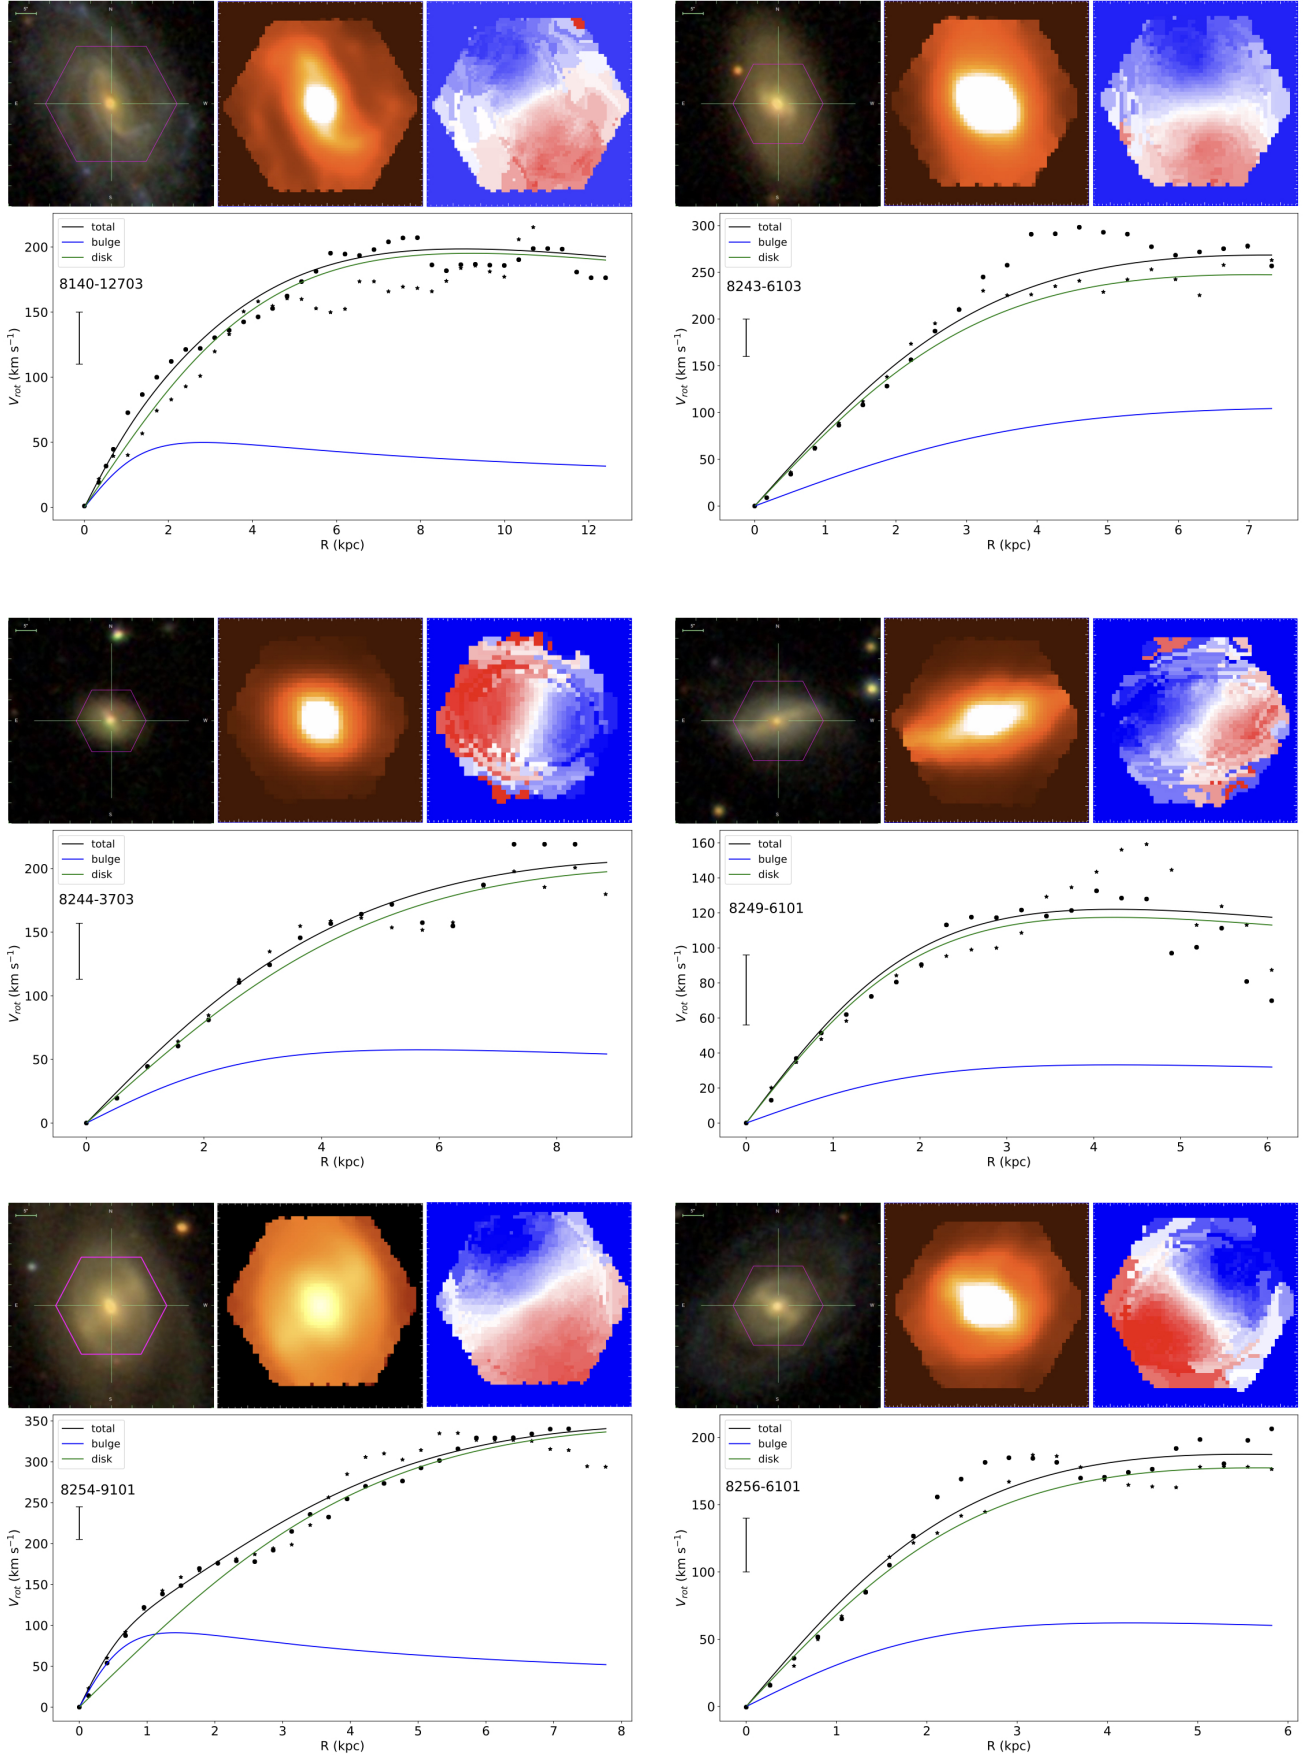 5"
N
E
W
S
total
bulge
disk
8140-12703
200
150
100
50
0
V_rot (km s⁻¹)
0 2 4 6 8 10 12
R (kpc)
5"
N
E
W
S
total
bulge
disk
8243-6103
300
250
200
150
100
50
0
V_rot (km s⁻¹)
0 1 2 3 4 5 6 7
R (kpc)
5"
N
E
W
S
total
bulge
disk
8244-3703
200
150
100
50
0
V_rot (km s⁻¹)
0 2 4 6 8
R (kpc)
5"
N
E
W
S
total
bulge
disk
8249-6101
160
140
120
100
80
60
40
20
0
V_rot (km s⁻¹)
0 1 2 3 4 5 6
R (kpc)
5"
N
E
W
S
total
bulge
disk
8254-9101
350
300
250
200
150
100
50
0
V_rot (km s⁻¹)
0 1 2 3 4 5 6 7 8
R (kpc)
5"
N
E
W
S
total
bulge
disk
8256-6101
200
150
100
50
0
V_rot (km s⁻¹)
0 1 2 3 4 5 6
R (kpc)